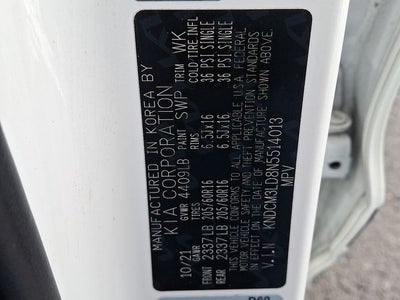 MANUFACTURED IN KOREA BY
KIA CORPORATION
10/21 GVWR 4409LB PAINT SWP TRIM WK
GAWR TIRES RIMS COLD TIRE INFL
FRONT 2337LB 205/60R16 6.5Jx16 36 PSI SINGLE
REAR 2337LB 205/60R16 6.5Jx16 36 PSI SINGLE
THIS VEHICLE CONFORMS TO ALL APPLICABLE U.S.A. FEDERAL
MOTOR VEHICLE SAFETY AND THEFT PREVENTION STANDARDS
IN EFFECT ON THE DATE OF MANUFACTURE SHOWN ABOVE.
V.I.N KNDCM3LD8N5514013
MPV